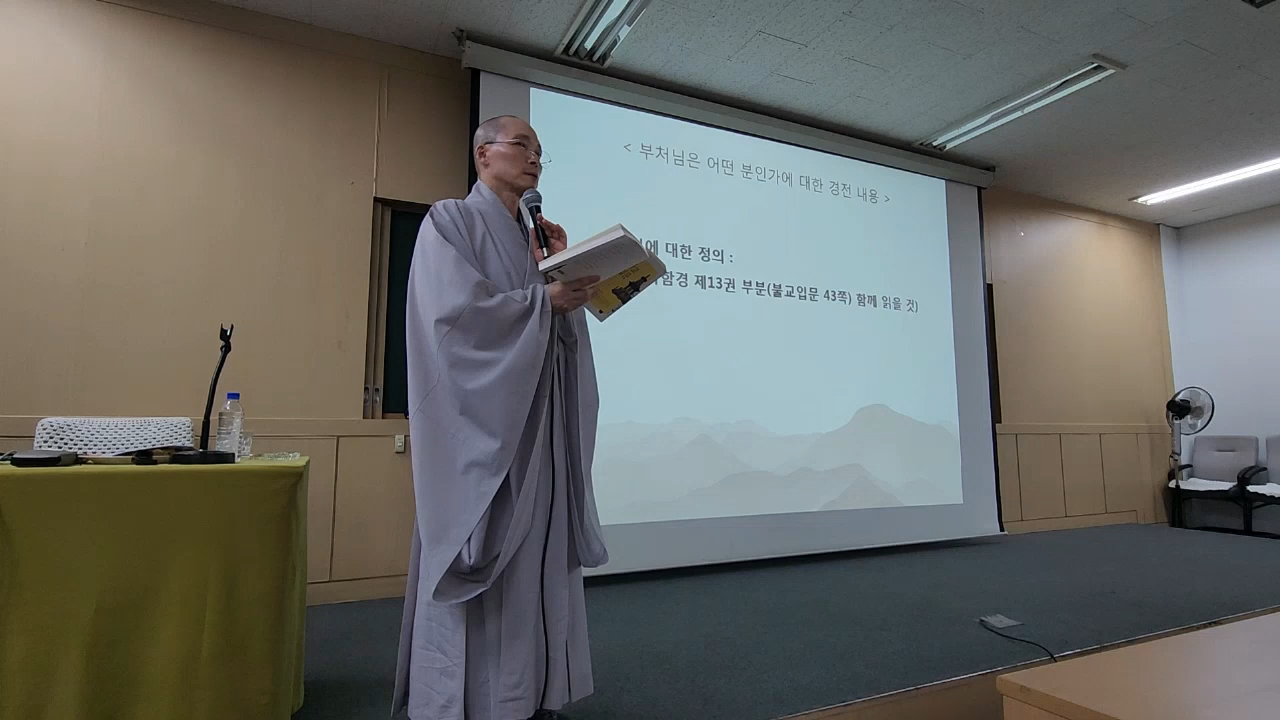 < 부처님은 어떤 분인가에 대한 경전 내용 >
에 대한 정의 :
함경 제13권 부분(불교입문 43쪽) 함께 읽을 것)